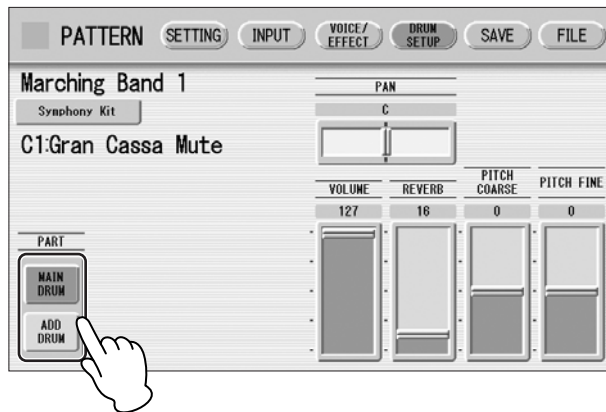 PATTERN SETTING INPUT VOICE/ EFFECT DRUM SETUP SAVE FILE
Marching Band 1
Symphony Kit
C1:Gran Cassa Mute
PAN
C
VOLUME REVERB PITCH COARSE PITCH FINE
127 16 0 0
PART
MAIN DRUM
ADD DRUM